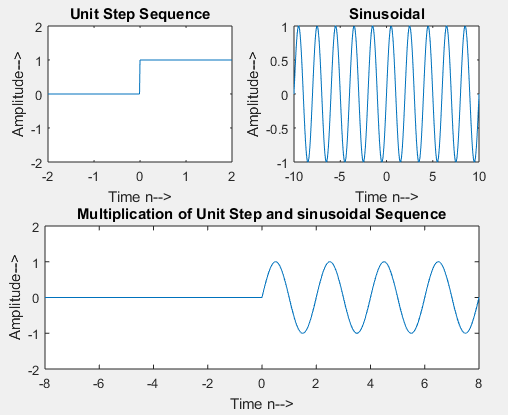 Unit Step Sequence
Amplitude-->
2
1
0
-1
-2
-2 -1 0 1 2
Time n-->
Sinusoidal
Amplitude-->
1
0.5
0
-0.5
-1
-10 -5 0 5 10
Time n-->
Multiplication of Unit Step and sinusoidal Sequence
Amplitude-->
2
1
0
-1
-2
-8 -6 -4 -2 0 2 4 6 8
Time n-->